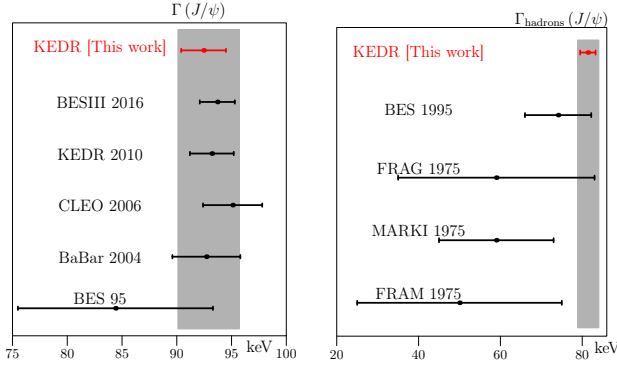 Γ (J/ψ)
KEDR [This work]
BESIII 2016
KEDR 2010
CLEO 2006
BaBar 2004
BES 95
75 80 85 90 95 100
keV
Γhadrons (J/ψ)
KEDR [This work]
BES 1995
FRAG 1975
MARKI 1975
FRAM 1975
20 40 60 80
keV